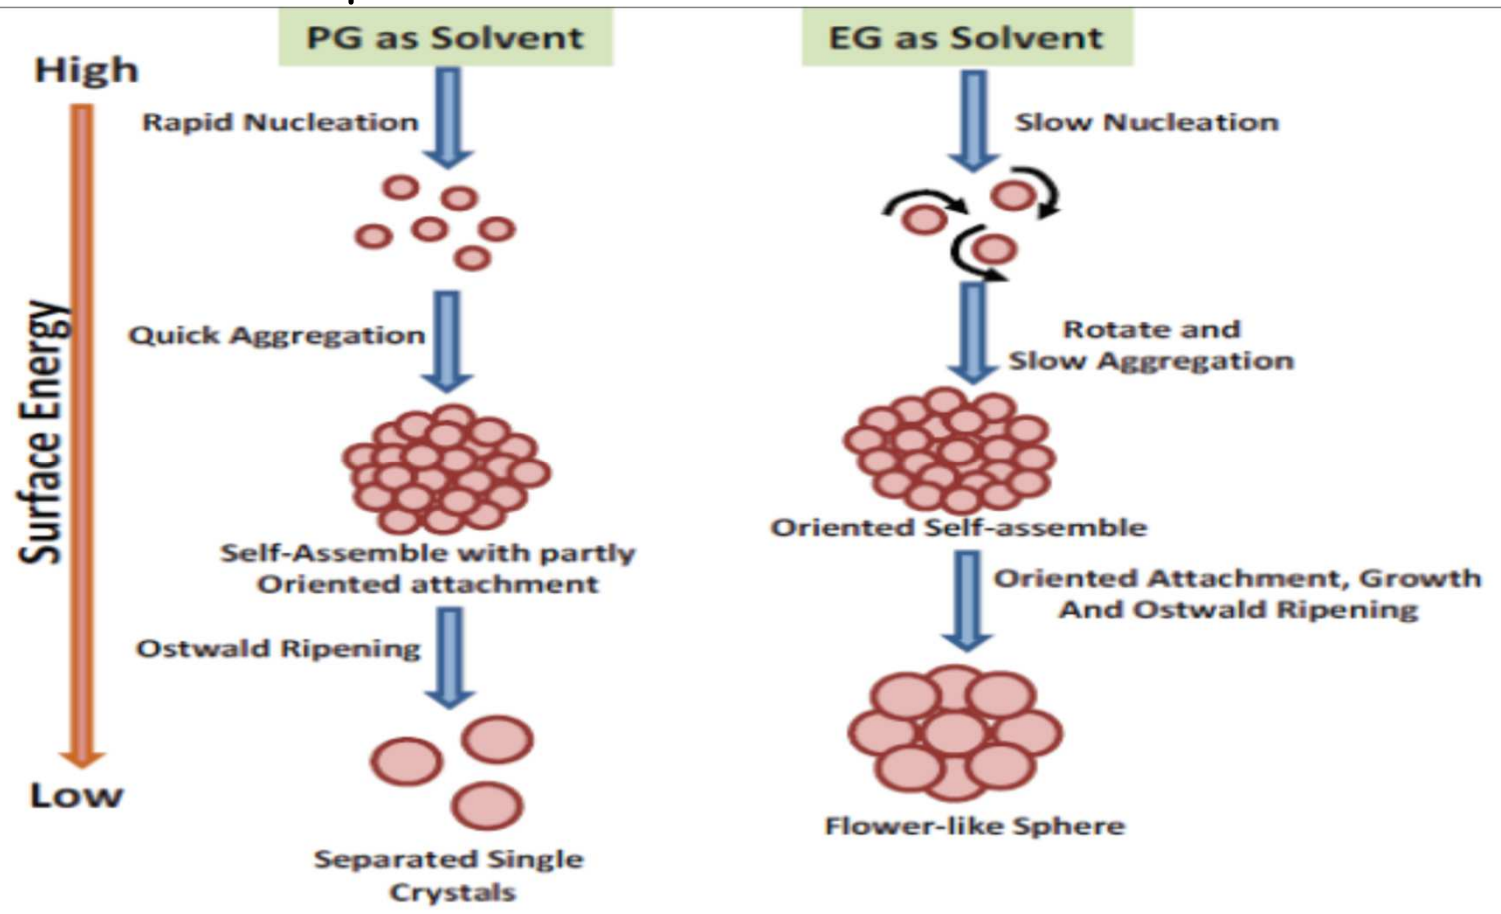 PG as Solvent
EG as Solvent
High
Rapid Nucleation
Slow Nucleation
Quick Aggregation
Rotate and
Slow Aggregation
Surface Energy
Oriented Self-assemble
Self-Assemble with partly
Oriented attachment
Oriented Attachment, Growth
And Ostwald Ripening
Ostwald Ripening
Low
Flower-like Sphere
Separated Single
Crystals